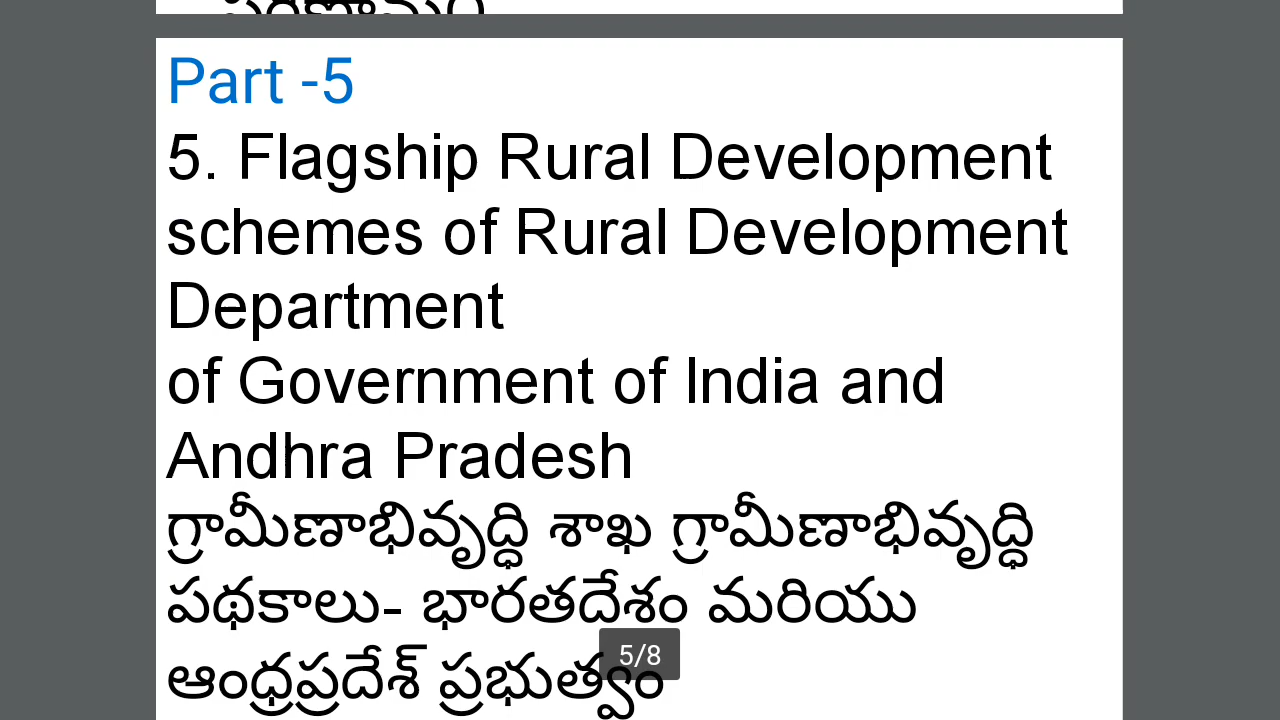 Part -5
5. Flagship Rural Development
schemes of Rural Development
Department
of Government of India and
Andhra Pradesh
గ్రామీణాభివృద్ధి శాఖ గ్రామీణాభివృద్ధి
పథకాలు- భారతదేశం మరియు
ఆంధ్రప్రదేశ్ ప్రభుత్వం
5/8